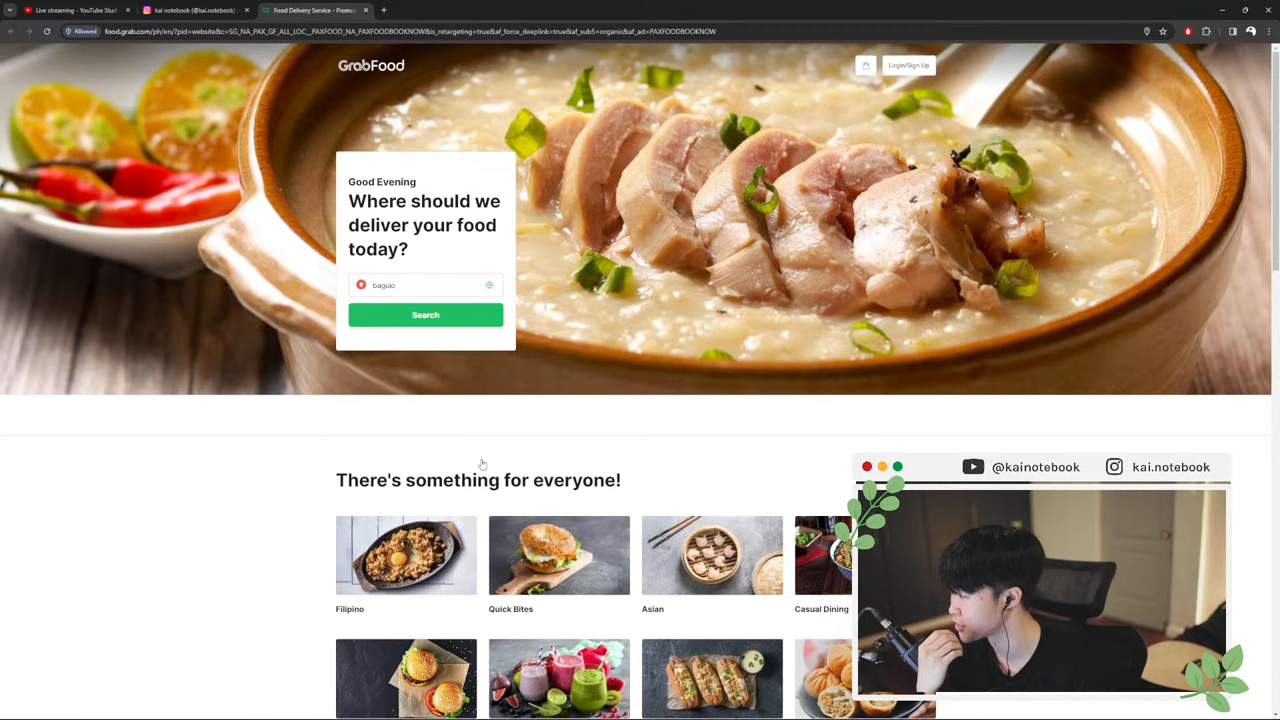 Live streaming - YouTube Studi
kai notebook (@kai.notebook)
Food Delivery Service - Promo
Allowed
food.grab.com/ph/en/?pid=website&c=SG_NA_PAX_GF_ALL_LOC__PAXFOOD_NA_PAXFOODBOOKNOW&is_retargeting=true&af_force_deeplink=true&af_sub5=organic&af_ad=PAXFOODBOOKNOW
GrabFood
Login/Sign Up
Good Evening
Where should we
deliver your food
today?
baguio
Search
There's something for everyone!
@kainotebook
kai.notebook
Filipino
Quick Bites
Asian
Casual Dining